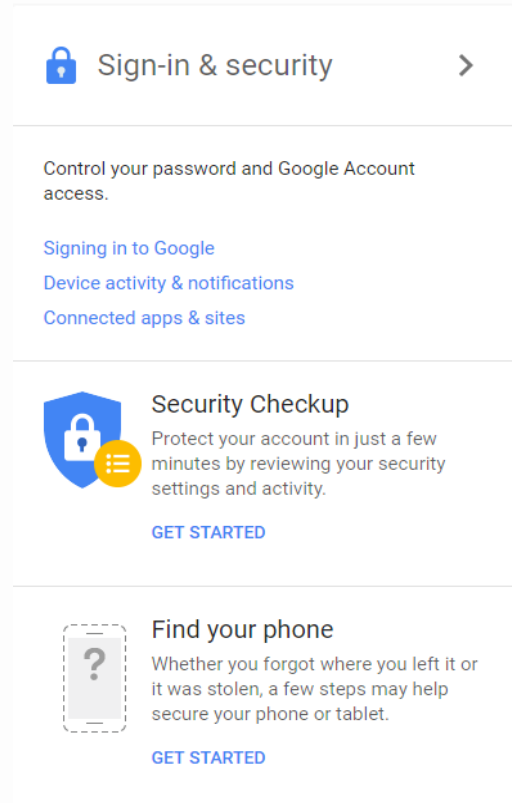 Sign-in & security
Control your password and Google Account
access.
Signing in to Google
Device activity & notifications
Connected apps & sites
Security Checkup
Protect your account in just a few
minutes by reviewing your security
settings and activity.
GET STARTED
?
Find your phone
Whether you forgot where you left it or
it was stolen, a few steps may help
secure your phone or tablet.
GET STARTED